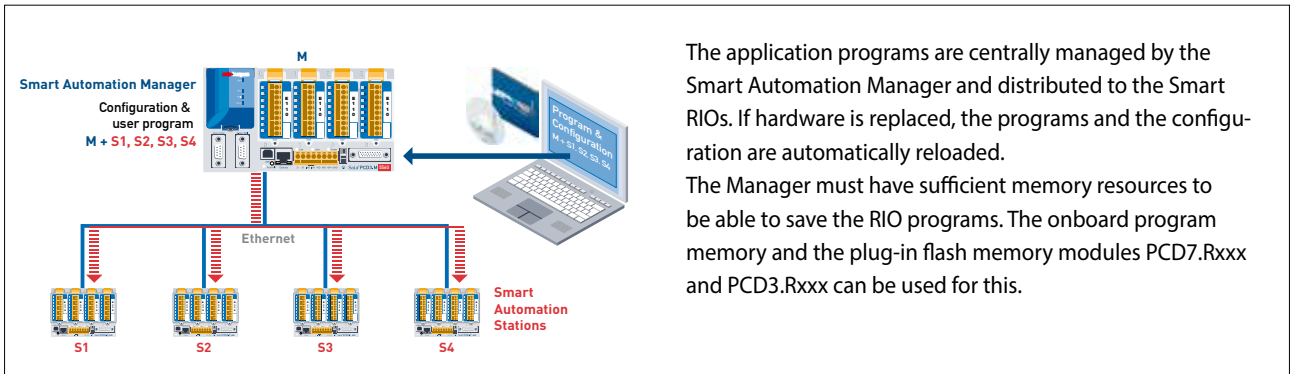 M
Smart Automation Manager
Configuration &
user program
M + S1, S2, S3, S4
Program &
Configuration
M + S1, S2, S3, S4
Ethernet
Smart
Automation
Stations
S1
S2
S3
S4
The application programs are centrally managed by the
Smart Automation Manager and distributed to the Smart
RIOs. If hardware is replaced, the programs and the configu-
ration are automatically reloaded.
The Manager must have sufficient memory resources to
be able to save the RIO programs. The onboard program
memory and the plug-in flash memory modules PCD7.Rxxx
and PCD3.Rxxx can be used for this.